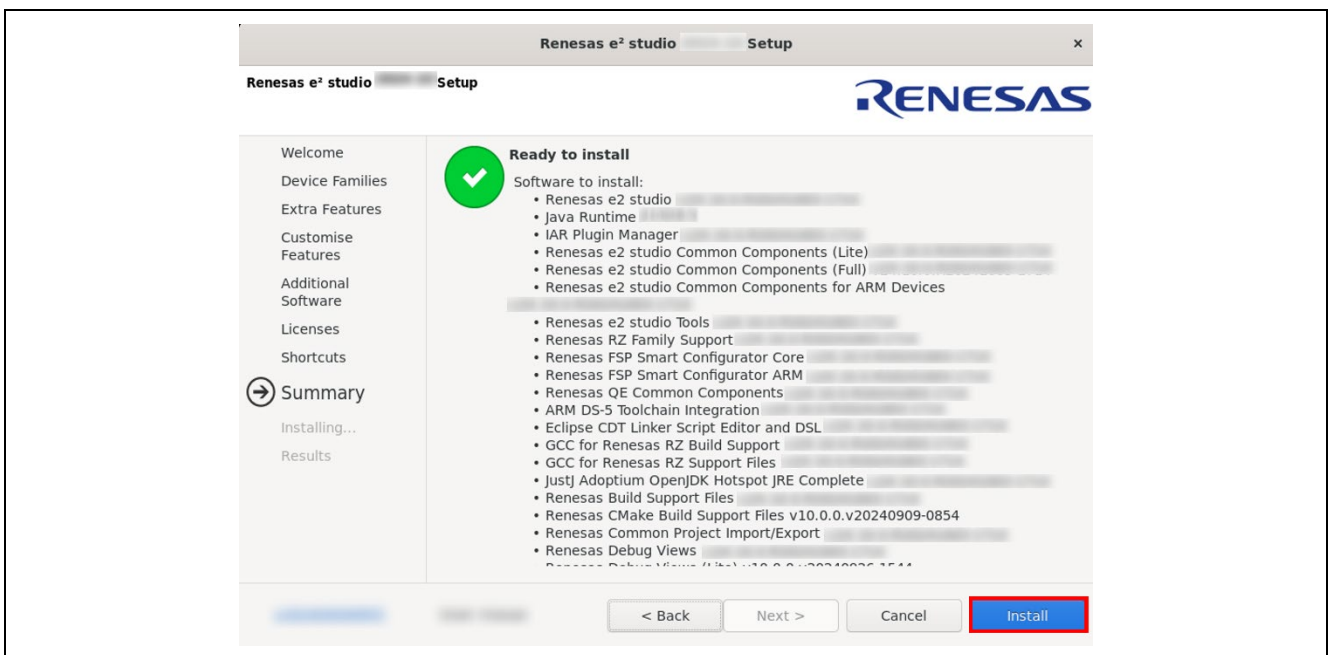 Renesas e² studio Setup
×
Renesas e² studio Setup
RENESAS
Welcome
Device Families
Extra Features
Customise
Features
Additional
Software
Licenses
Shortcuts
Summary
Installing...
Results
Ready to install
Software to install:
• Renesas e2 studio
• Java Runtime
• IAR Plugin Manager
• Renesas e2 studio Common Components (Lite)
• Renesas e2 studio Common Components (Full)
• Renesas e2 studio Common Components for ARM Devices
• Renesas e2 studio Tools
• Renesas RZ Family Support
• Renesas FSP Smart Configurator Core
• Renesas FSP Smart Configurator ARM
• Renesas QE Common Components
• ARM DS-5 Toolchain Integration
• Eclipse CDT Linker Script Editor and DSL
• GCC for Renesas RZ Build Support
• GCC for Renesas RZ Support Files
• JustJ Adoptium OpenJDK Hotspot JRE Complete
• Renesas Build Support Files
• Renesas CMake Build Support Files v10.0.0.v20240909-0854
• Renesas Common Project Import/Export
• Renesas Debug Views
< Back
Next >
Cancel
Install